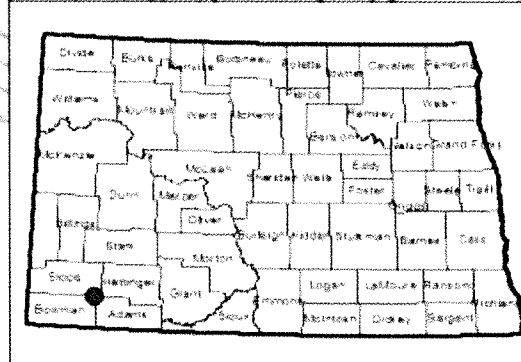 Divide Burke Renville Bottineau Rolette Towner Cavalier Pembina
Williams Mountrail Ward McHenry Pierce Ramsey Walsh
Benson Nelson Grand Forks
McKenzie McLean Sheridan Wells Eddy
Foster Griggs Steele Traill
Dunn Mercer Oliver
Billings Stark Morton Burleigh Kidder Stutsman Barnes Cass
Slope Hettinger Grant Logan LaMoure Ransom Richland
Bowman Adams Sioux Emmons McIntosh Dickey Sargent